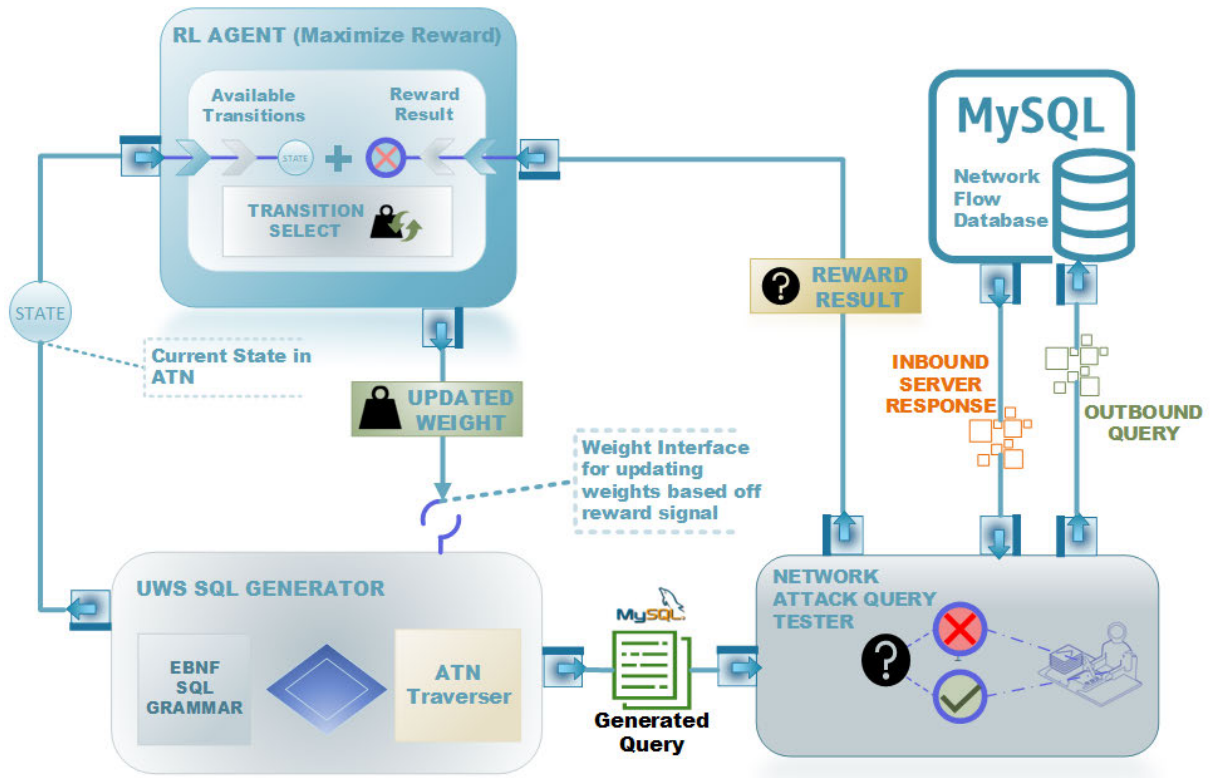 RL AGENT (Maximize Reward)
Available
Transitions
Reward
Result
STATE
TRANSITION
SELECT
MySQL
Network
Flow
Database
STATE
Current State in
ATN
REWARD
RESULT
UPDATED
WEIGHT
INBOUND
SERVER
RESPONSE
OUTBOUND
QUERY
Weight Interface
for updating
weights based off
reward signal
UWS SQL GENERATOR
EBNF
SQL
GRAMMAR
ATN
Traverser
MySQL
Generated
Query
NETWORK
ATTACK QUERY
TESTER